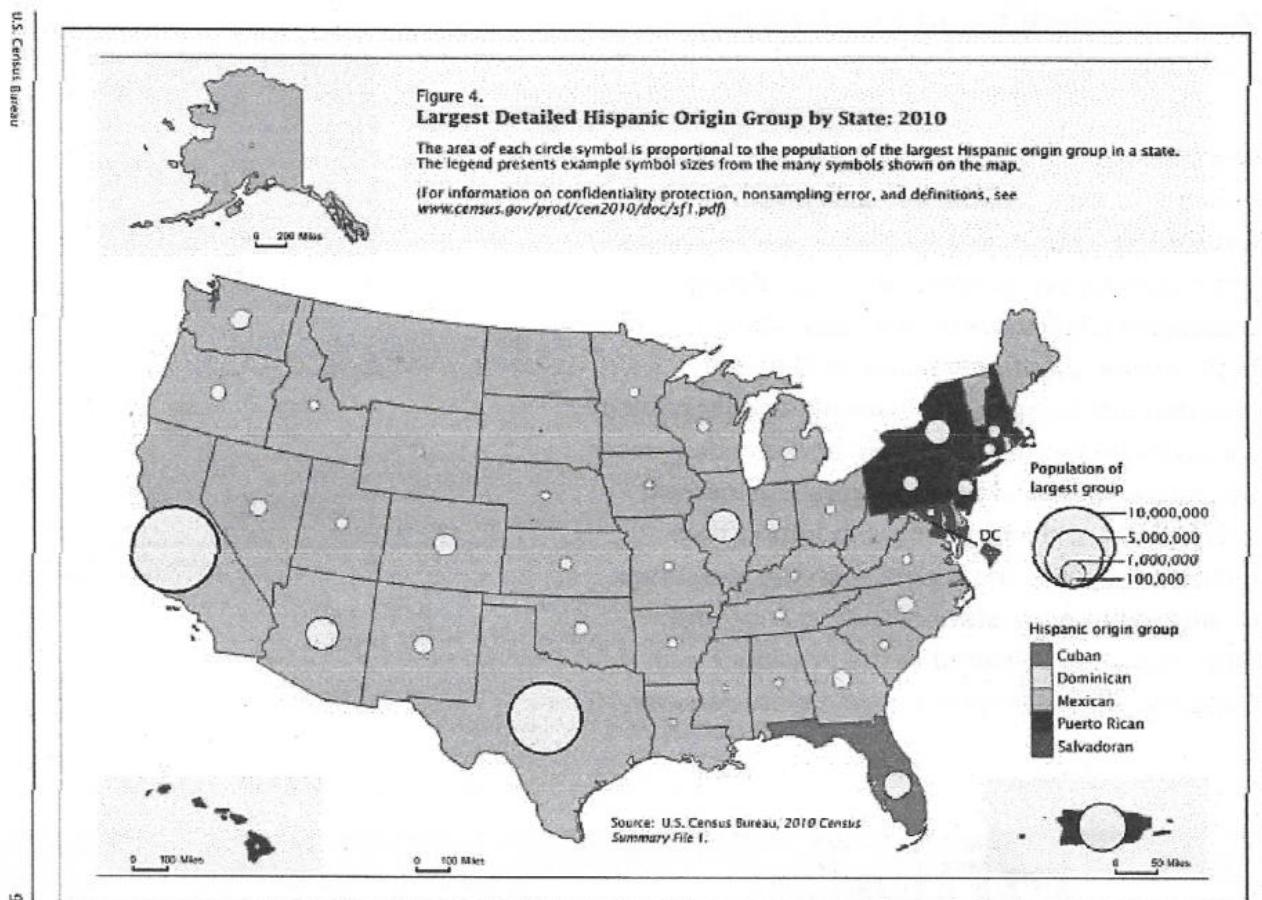 U.S. Census Bureau
Figure 4.
Largest Detailed Hispanic Origin Group by State: 2010
The area of each circle symbol is proportional to the population of the largest Hispanic origin group in a state.
The legend presents example symbol sizes from the many symbols shown on the map.
(For information on confidentiality protection, nonsampling error, and definitions, see
www.census.gov/prod/cen2010/doc/sf1.pdf)
0 200 Miles
Population of
largest group
10,000,000
5,000,000
1,000,000
100,000
DC
Hispanic origin group
Cuban
Dominican
Mexican
Puerto Rican
Salvadoran
Source: U.S. Census Bureau, 2010 Census
Summary File 1.
0 100 Miles
0 100 Miles
0 50 Miles